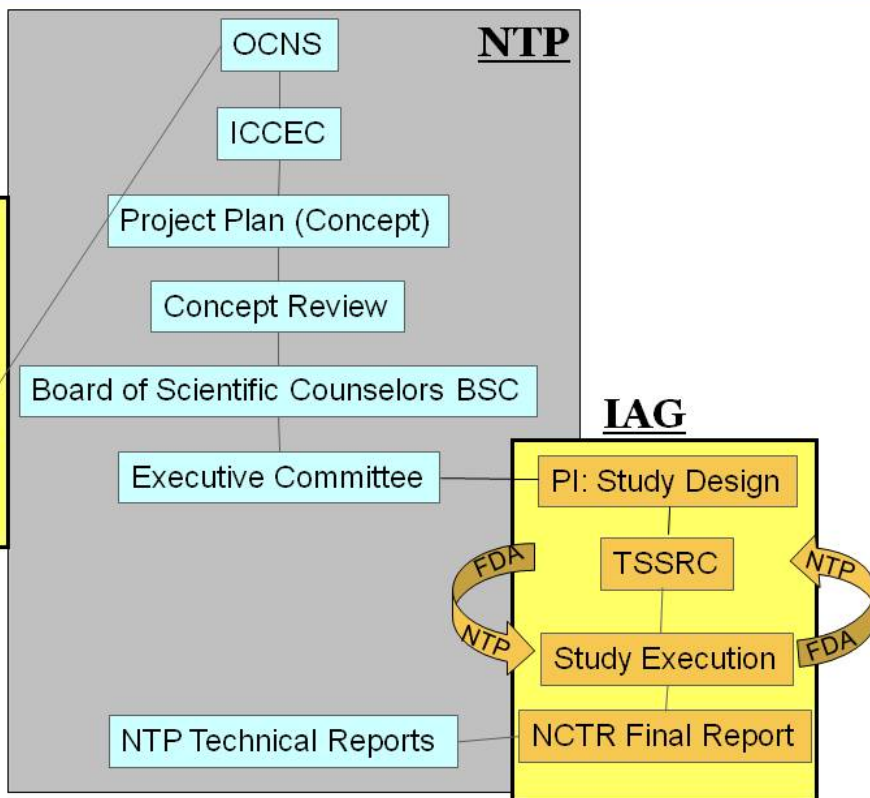 NTP
OCNS
ICCEC
Project Plan (Concept)
Concept Review
Board of Scientific Counselors BSC
Executive Committee
IAG
PI: Study Design
TSSRC
FDA
NTP
NTP
FDA
Study Execution
NCTR Final Report
NTP Technical Reports